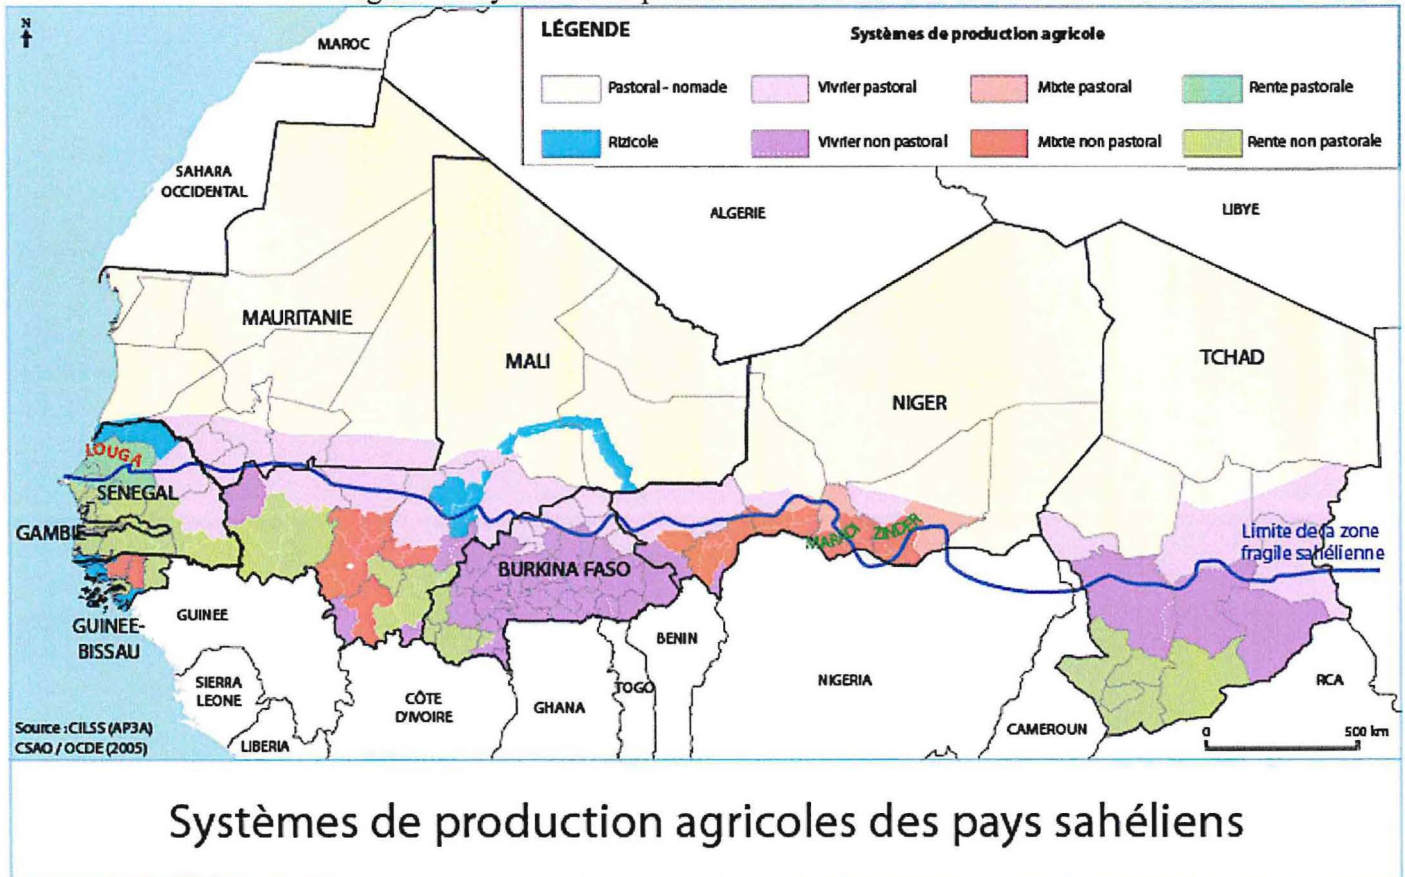 N
MAROC
LÉGENDE
Systèmes de production agricole
Pastoral - nomade
Vivrier pastoral
Mixte pastoral
Rente pastorale
Rizicole
Vivrier non pastoral
Mixte non pastoral
Rente non pastorale
SAHARA
OCCIDENTAL
ALGERIE
LIBYE
MAURITANIE
MALI
NIGER
TCHAD
LOUGA
SENEGAL
GAMBIE
MARADI
ZINDER
Limite de la zone
fragile sahélienne
BURKINA FASO
GUINEE-
BISSAU
GUINEE
SIERRA
LEONE
LIBERIA
CÔTE
D'IVOIRE
GHANA
TOGO
BENIN
NIGERIA
CAMEROUN
RCA
Source : CILSS (AP3A)
CSAO / OCDE (2005)
0
500 km
Systèmes de production agricoles des pays sahéliens